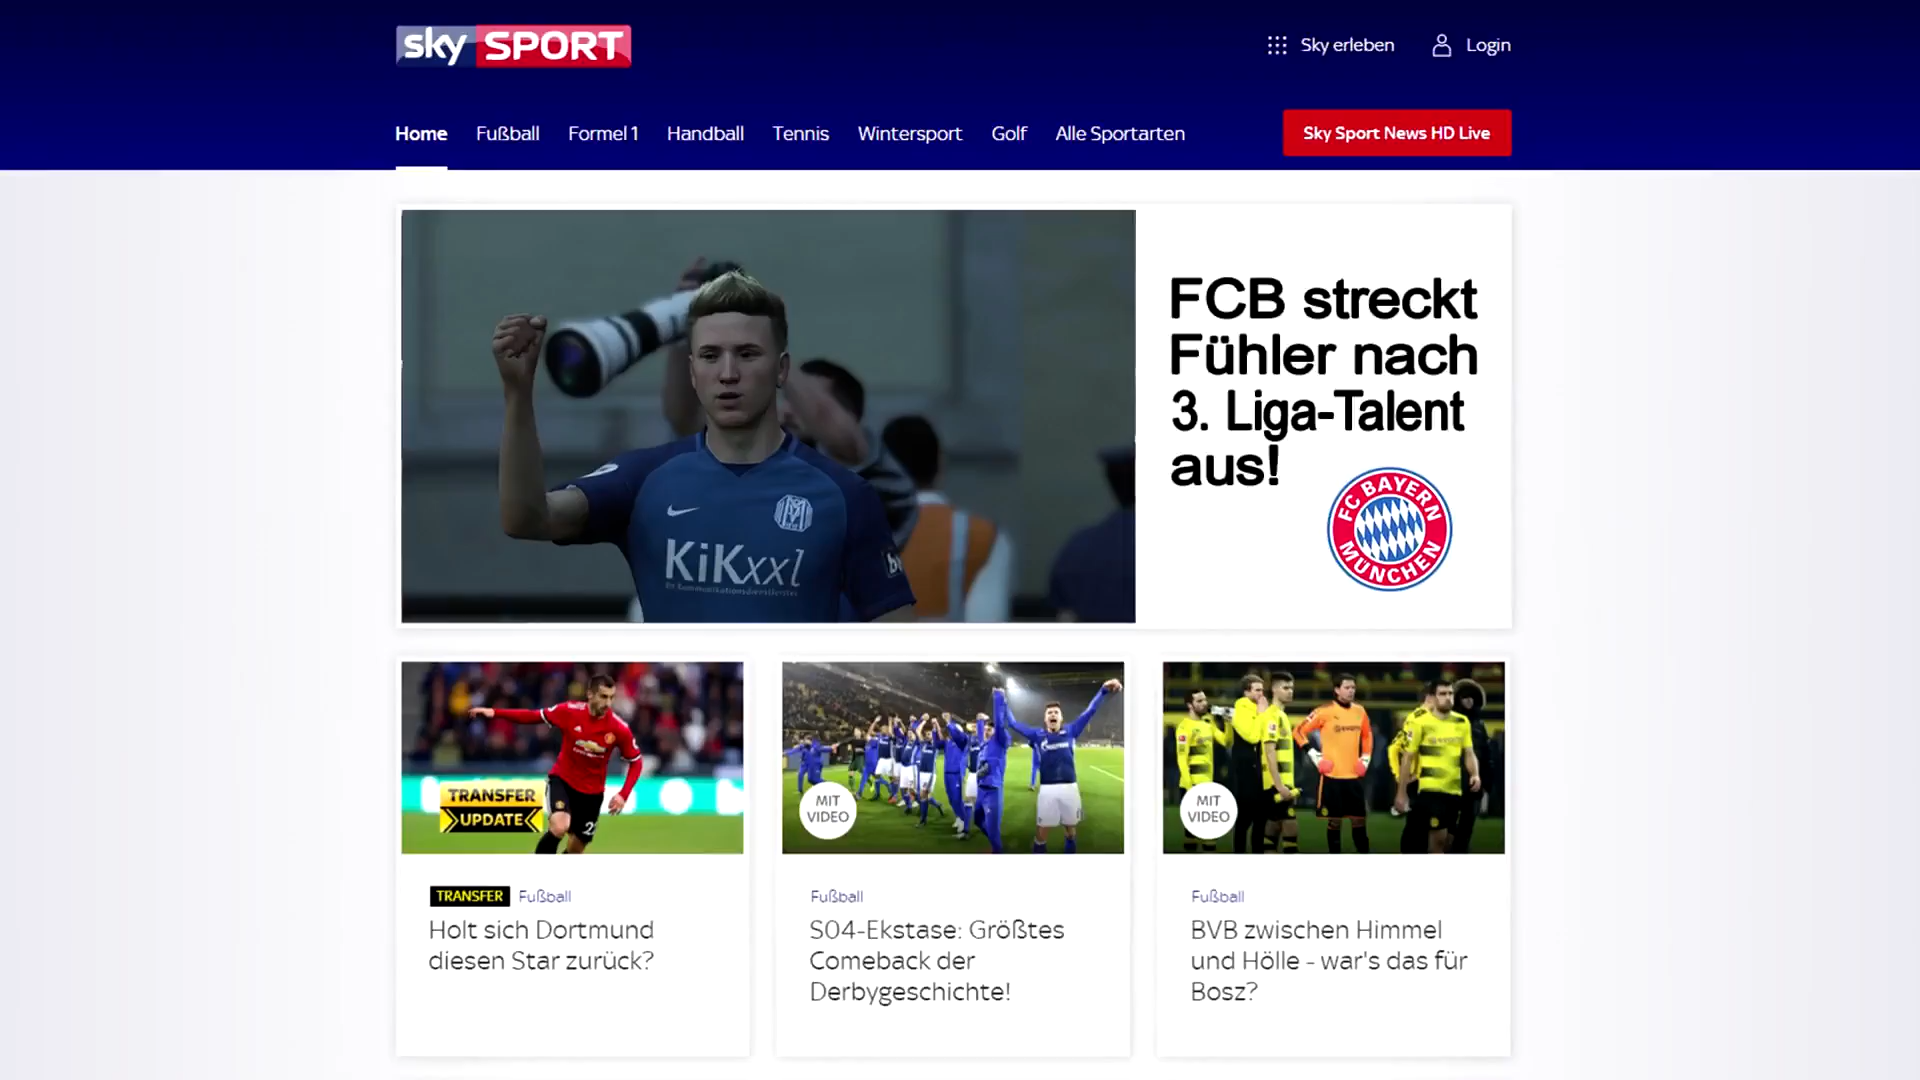 sky SPORT
Sky erleben
Login
Home Fußball Formel 1 Handball Tennis Wintersport Golf Alle Sportarten
Sky Sport News HD Live
FCB streckt
Fühler nach
3. Liga-Talent
aus!
FC BAYERN
MÜNCHEN
KiKxxl
Ihr Kommunikationsdienstleister
TRANSFER
UPDATE
TRANSFER Fußball
Holt sich Dortmund
diesen Star zurück?
MIT
VIDEO
Fußball
S04-Ekstase: Größtes
Comeback der
Derbygeschichte!
MIT
VIDEO
Fußball
BVB zwischen Himmel
und Hölle - war's das für
Bosz?